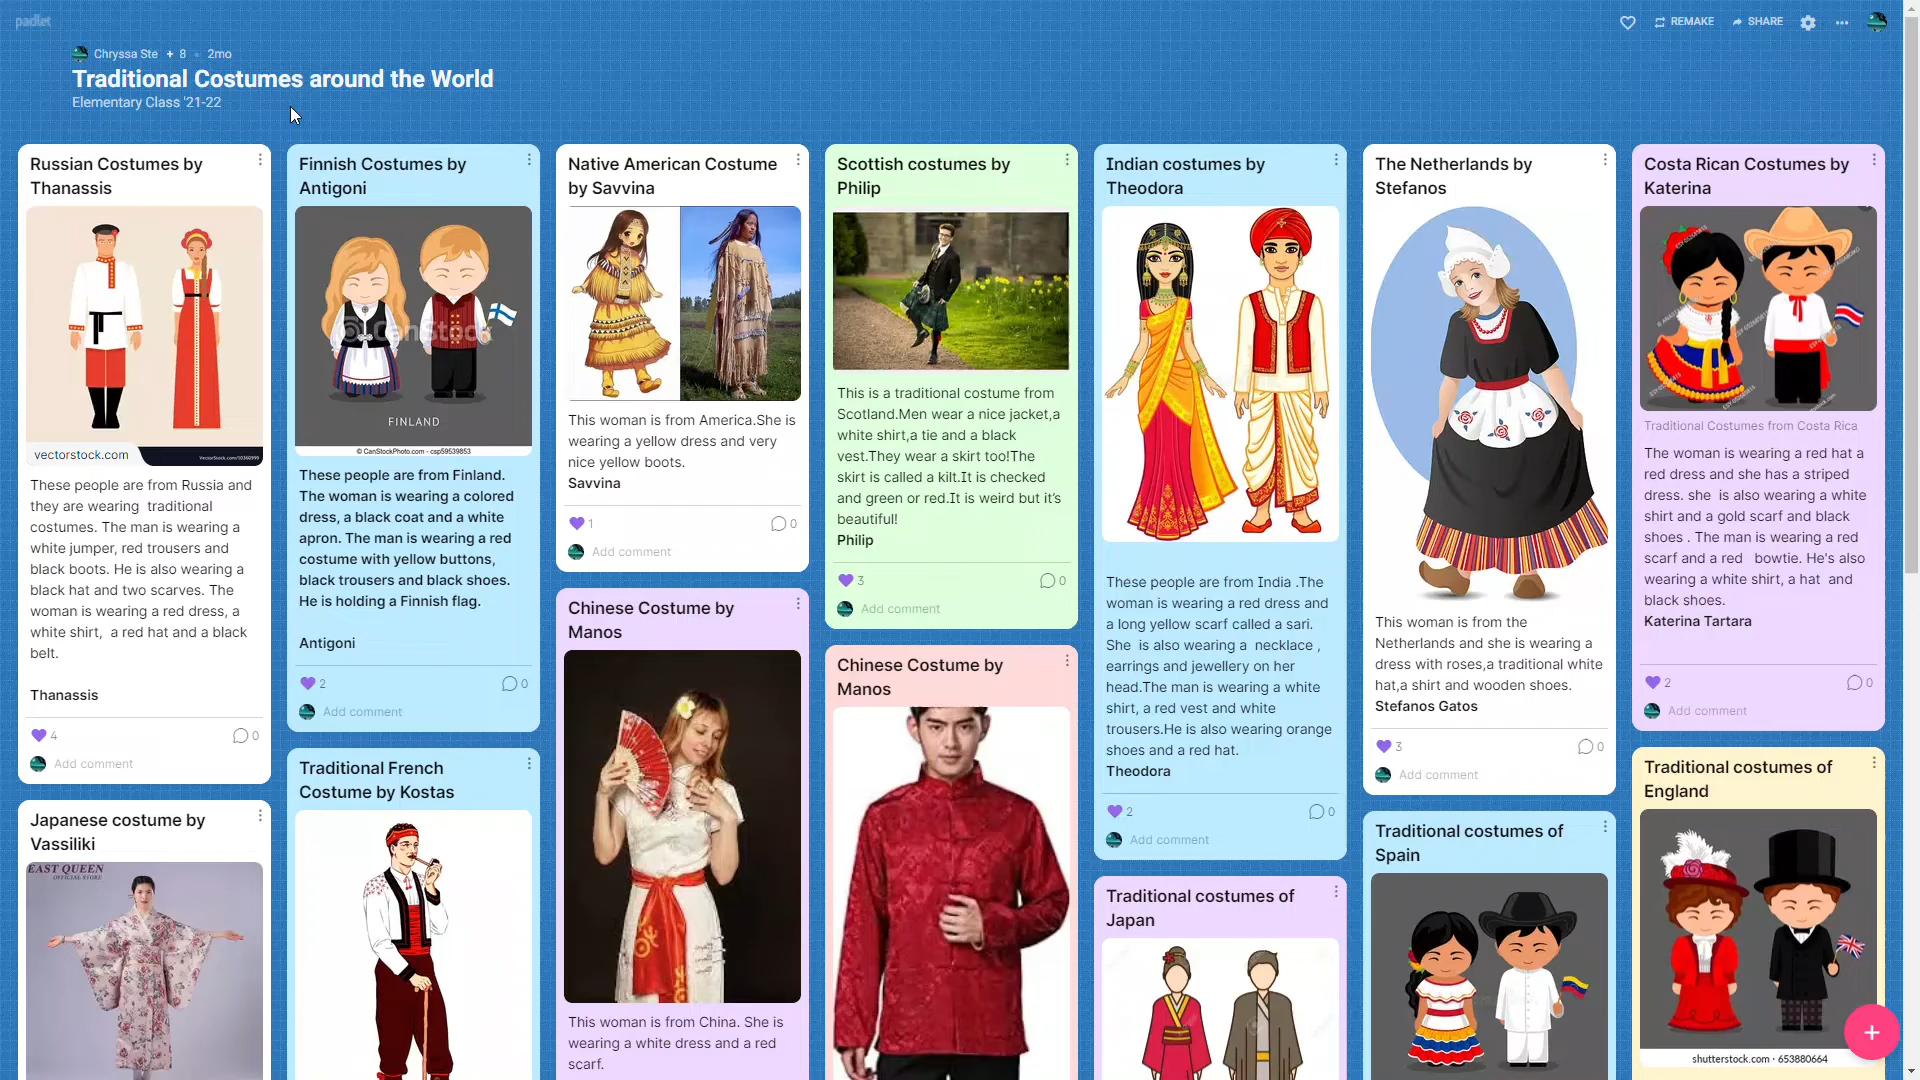 padlet
REMAKE
SHARE
Chryssa Ste + 8 • 2mo
Traditional Costumes around the World
Elementary Class '21-22
Russian Costumes by
Thanassis
vectorstock.com
VectorStock.com/10360999
These people are from Russia and
they are wearing  traditional
costumes. The man is wearing a
white jumper, red trousers and
black boots. He is also wearing a
black hat and two scarves. The
woman is wearing a red dress, a
white shirt,  a red hat and a black
belt.
Thanassis
4
0
Add comment
Japanese costume by
Vassiliki
EAST QUEEN
OFFICIAL STORE
Finnish Costumes by
Antigoni
CanStock
FINLAND
© CanStockPhoto.com - csp59539853
These people are from Finland.
The woman is wearing a colored
dress, a black coat and a white
apron. The man is wearing a red
costume with yellow buttons,
black trousers and black shoes.
He is holding a Finnish flag.
Antigoni
2
0
Add comment
Traditional French
Costume by Kostas
Native American Costume
by Savvina
This woman is from America.She is
wearing a yellow dress and very
nice yellow boots.
Savvina
1
0
Add comment
Chinese Costume by
Manos
This woman is from China. She is
wearing a white dress and a red
scarf.
Scottish costumes by
Philip
This is a traditional costume from
Scotland.Men wear a nice jacket,a
white shirt,a tie and a black
vest.They wear a skirt too!The
skirt is called a kilt.It is checked
and green or red.It is weird but it's
beautiful!
Philip
3
0
Add comment
Chinese Costume by
Manos
Indian costumes by
Theodora
These people are from India .The
woman is wearing a red dress and
a long yellow scarf called a sari.
She  is also wearing a  necklace ,
earrings and jewellery on her
head.The man is wearing a white
shirt, a red vest and white
trousers.He is also wearing orange
shoes and a red hat.
Theodora
2
0
Add comment
Traditional costumes of
Japan
The Netherlands by
Stefanos
This woman is from the
Netherlands and she is wearing a
dress with roses,a traditional white
hat,a shirt and wooden shoes.
Stefanos Gatos
3
0
Add comment
Traditional costumes of
Spain
Costa Rican Costumes by
Katerina
Traditional Costumes from Costa Rica
The woman is wearing a red hat a
red dress and she has a striped
dress. she  is also wearing a white
shirt and a gold scarf and black
shoes . The man is wearing a red
scarf and a red   bowtie. He's also
wearing a white shirt, a hat  and
black shoes.
Katerina Tartara
2
0
Add comment
Traditional costumes of
England
shutterstock.com · 653880664